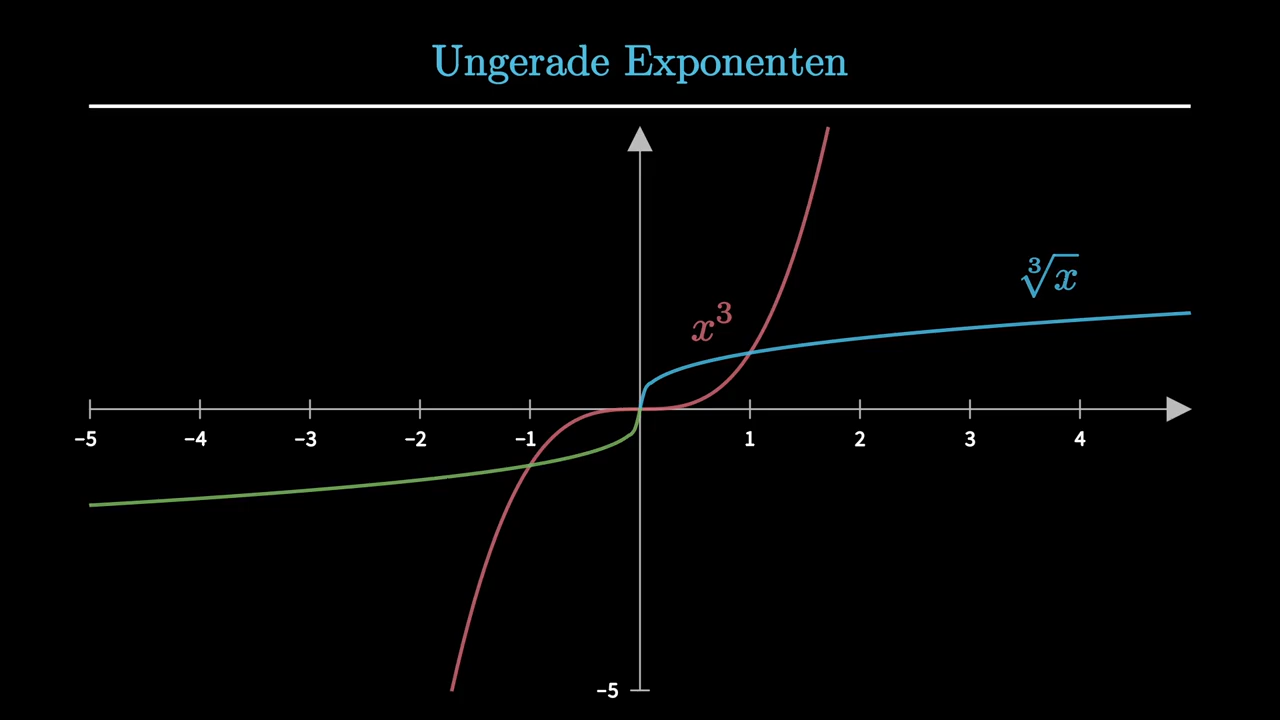 Ungerade Exponenten
∛x
x³
−5 −4 −3 −2 −1 1 2 3 4
−5